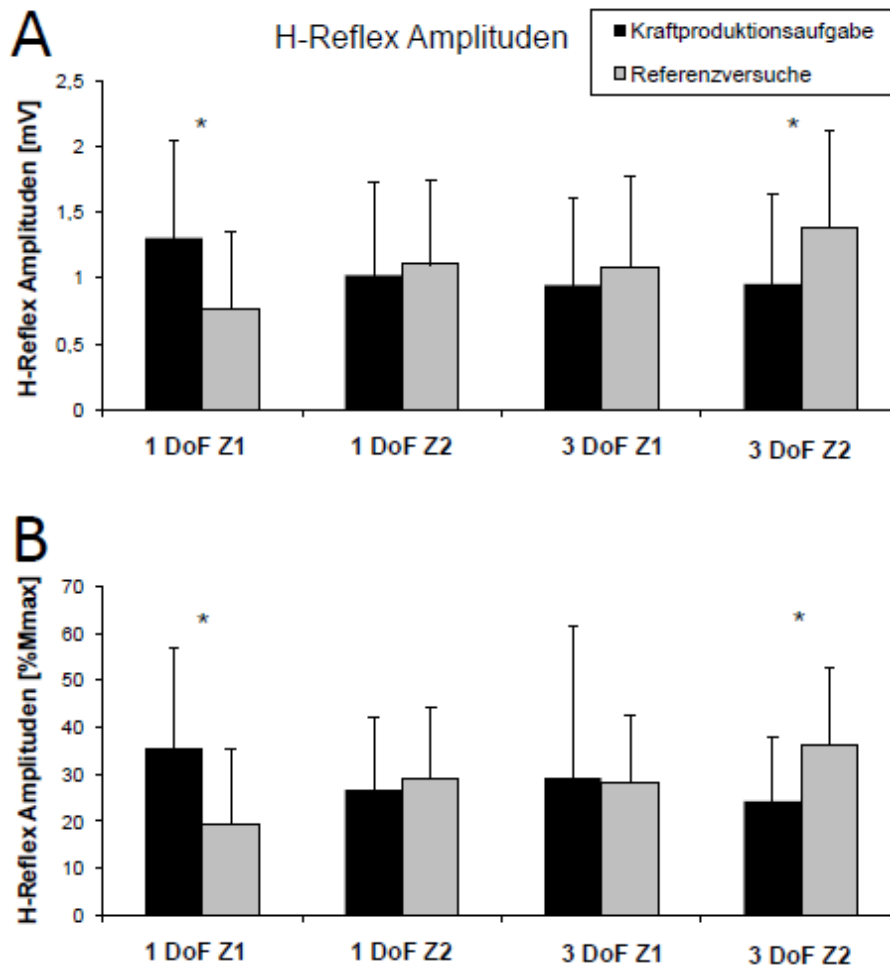 A
H-Reflex Amplituden
Kraftproduktionsaufgabe
Referenzversuche
H-Reflex Amplituden [mV]
2,5
*
*
2
1,5
1
0,5
0
1 DoF Z1
1 DoF Z2
3 DoF Z1
3 DoF Z2
B
H-Reflex Amplituden [%Mmax]
70
*
*
60
50
40
30
20
10
0
1 DoF Z1
1 DoF Z2
3 DoF Z1
3 DoF Z2